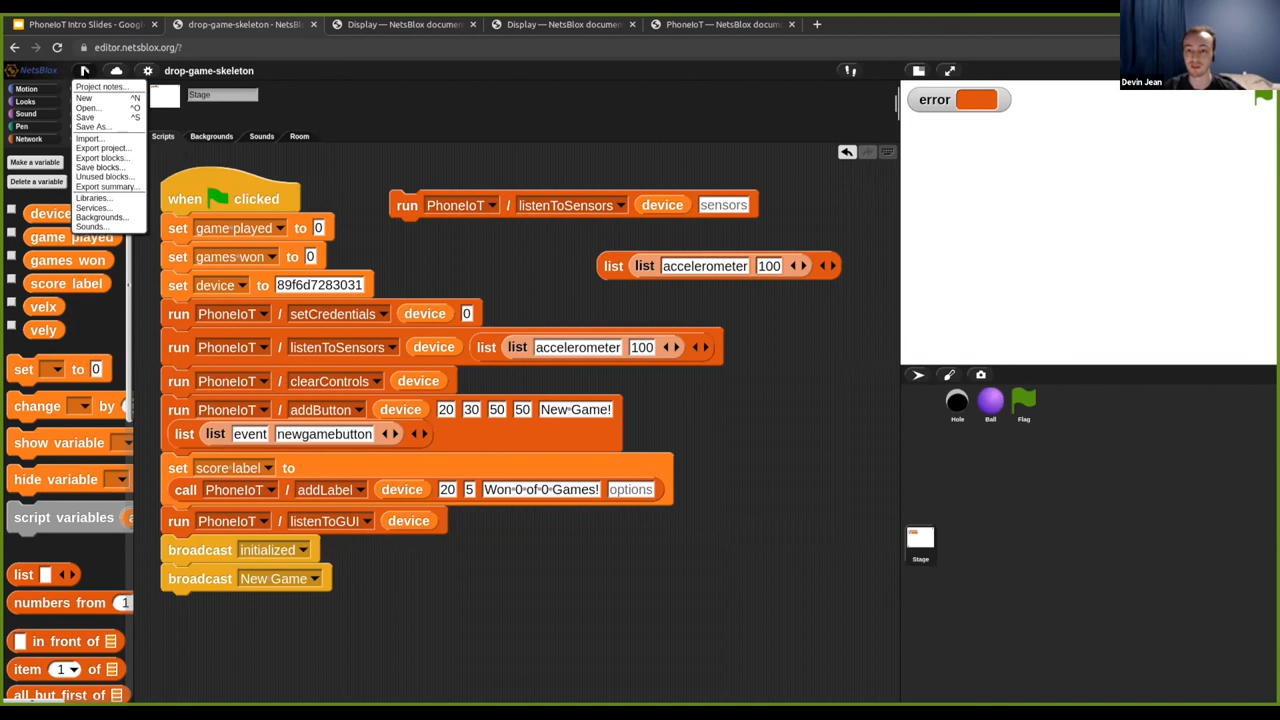 PhoneIoT Intro Slides - Google
drop-game-skeleton - NetsBlo
Display — NetsBlox documen
Display — NetsBlox documen
PhoneIoT — NetsBlox docum
editor.netsblox.org/?
NetsBlox
drop-game-skeleton
Devin Jean
Motion
Looks
Sound
Pen
Network
Project notes...
New ^N
Open... ^O
Save ^S
Save As...
Import...
Export project...
Export blocks...
Save blocks...
Unused blocks...
Export summary...
Libraries...
Services...
Backgrounds...
Sounds...
Stage
Scripts Backgrounds Sounds Room
Make a variable
Delete a variable
device
game played
games won
score label
velx
vely
set to 0
change by
show variable
hide variable
script variables
list
numbers from 1
in front of
item 1 of
all but first of
when clicked
set game played to 0
set games won to 0
set device to 89f6d7283031
run PhoneIoT / setCredentials device 0
run PhoneIoT / listenToSensors device list list accelerometer 100
run PhoneIoT / clearControls device
run PhoneIoT / addButton device 20 30 50 50 New Game!
list list event newgamebutton
set score label to
call PhoneIoT / addLabel device 20 5 Won 0 of 0 Games! options
run PhoneIoT / listenToGUI device
broadcast initialized
broadcast New Game
run PhoneIoT / listenToSensors device sensors
list list accelerometer 100
error
Hole
Ball
Flag
Stage